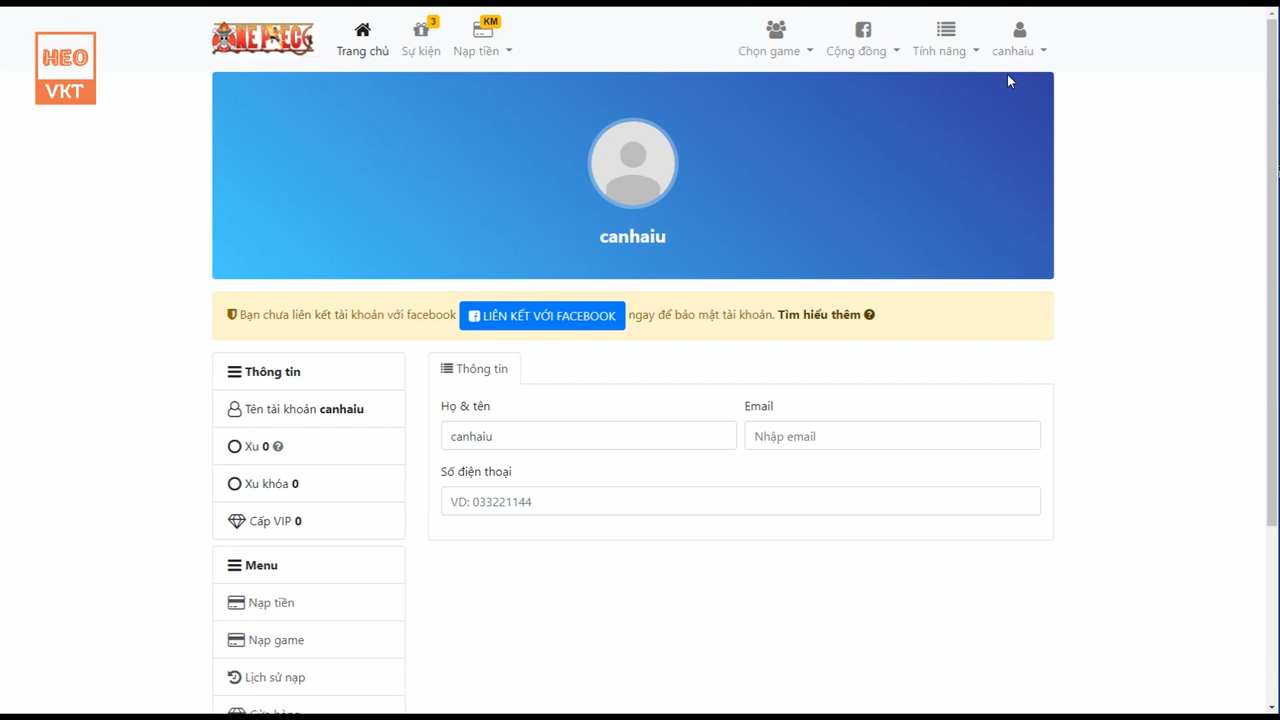 HEO
VKT
ONE PIECE
Trang chủ
3
Sự kiện
KM
Nạp tiền
Chọn game
Cộng đồng
Tính năng
canhaiu
canhaiu
Bạn chưa liên kết tài khoản với facebook LIÊN KẾT VỚI FACEBOOK ngay để bảo mật tài khoản. Tìm hiểu thêm
Thông tin
Tên tài khoản canhaiu
Xu 0
Xu khóa 0
Cấp VIP 0
Thông tin
Họ & tên
Email
canhaiu
Nhập email
Số điện thoại
VD: 033221144
Menu
Nạp tiền
Nạp game
Lịch sử nạp